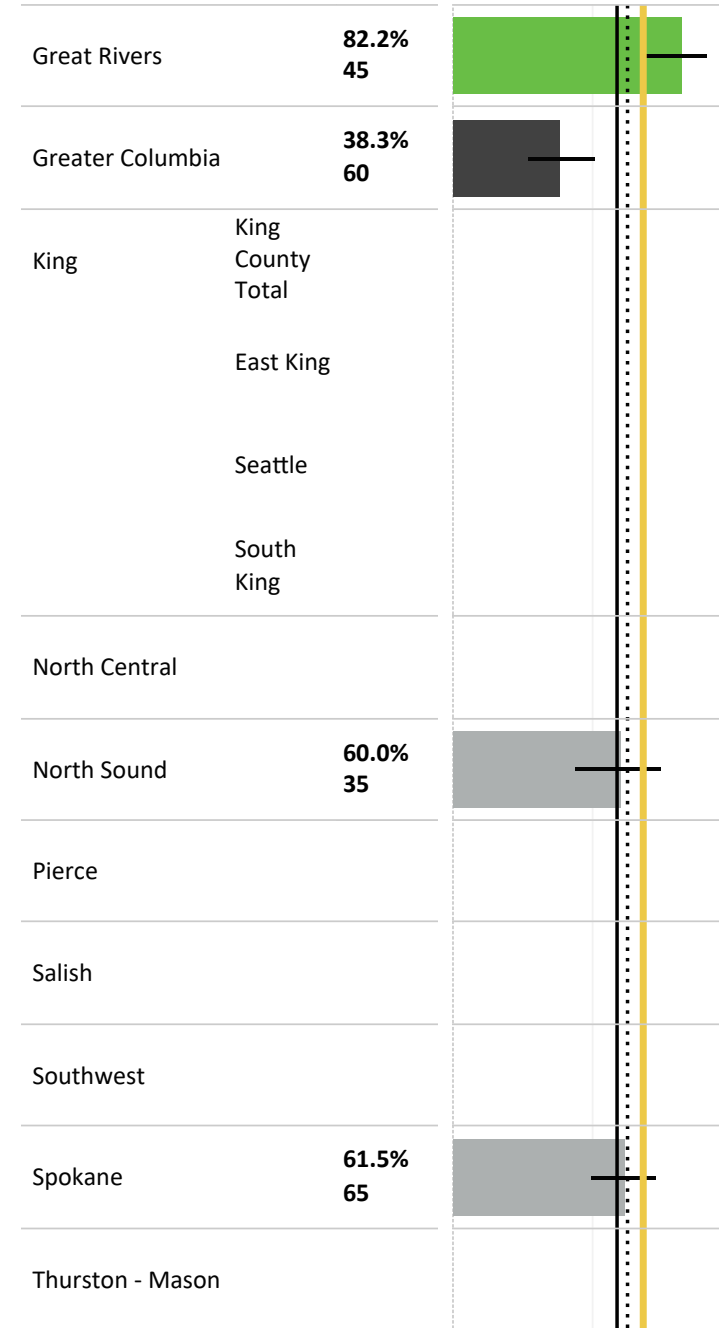 Great Rivers
82.2%
45
Greater Columbia
38.3%
60
King
King
County
Total
East King
Seattle
South
King
North Central
North Sound
60.0%
35
Pierce
Salish
Southwest
Spokane
61.5%
65
Thurston - Mason